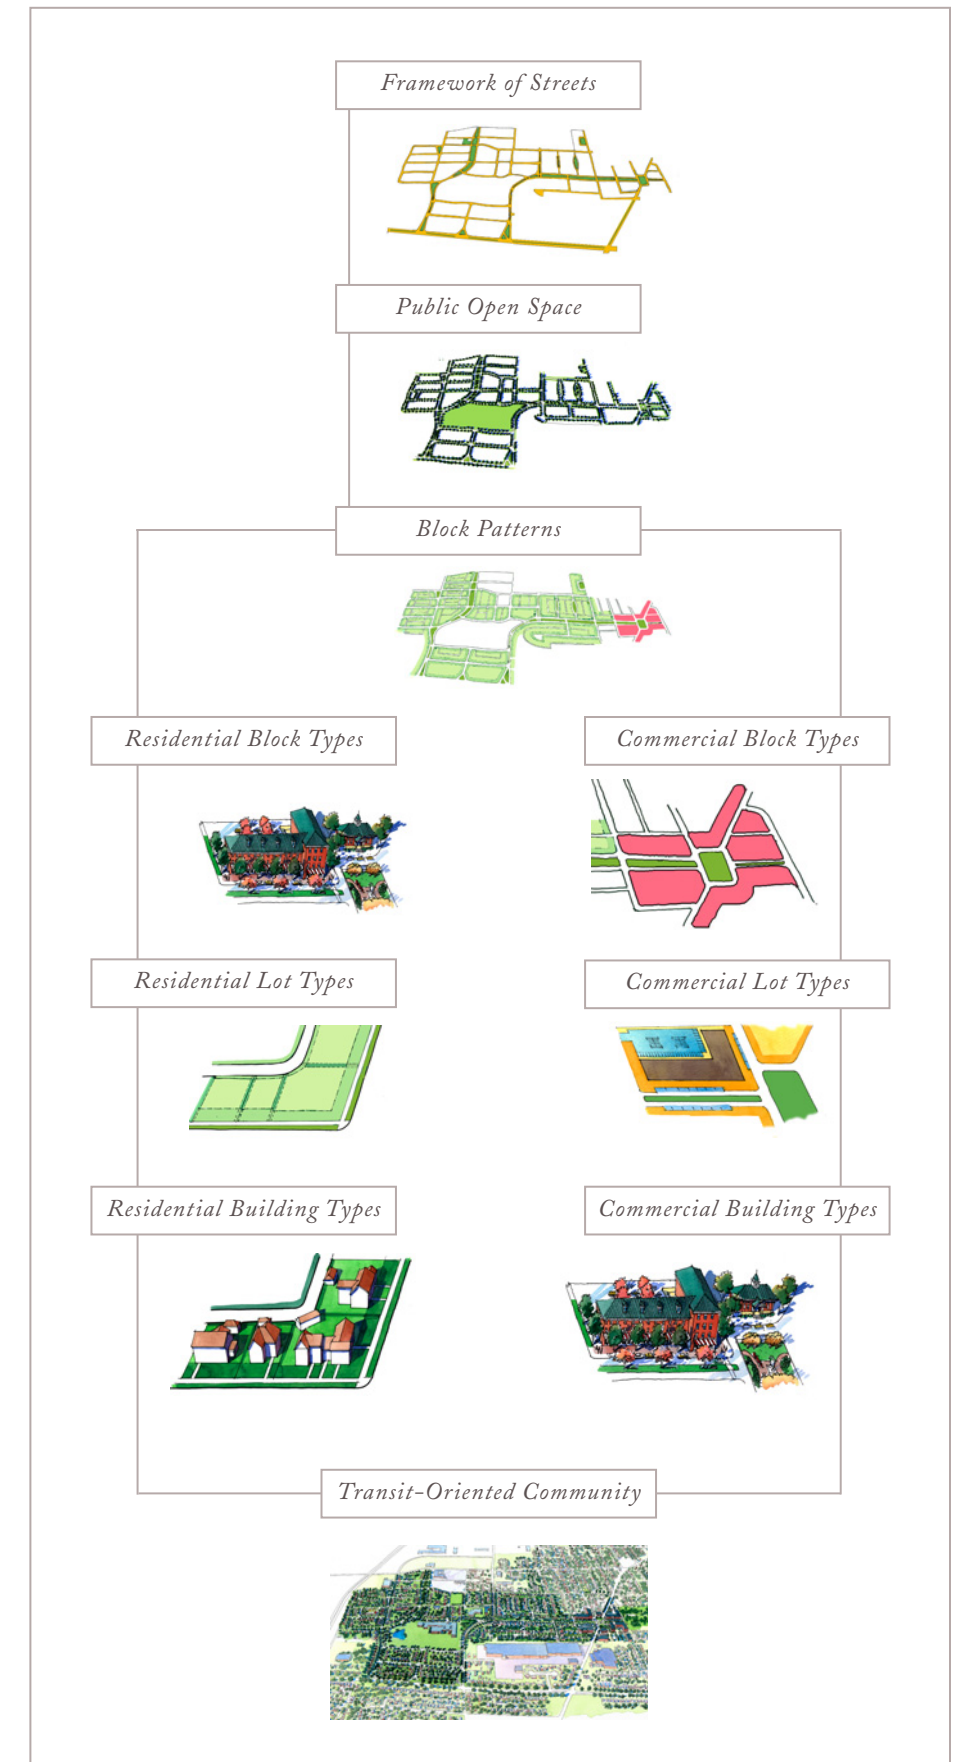 Framework of Streets
Public Open Space
Block Patterns
Residential Block Types
Commercial Block Types
Residential Lot Types
Commercial Lot Types
Residential Building Types
Commercial Building Types
Transit-Oriented Community